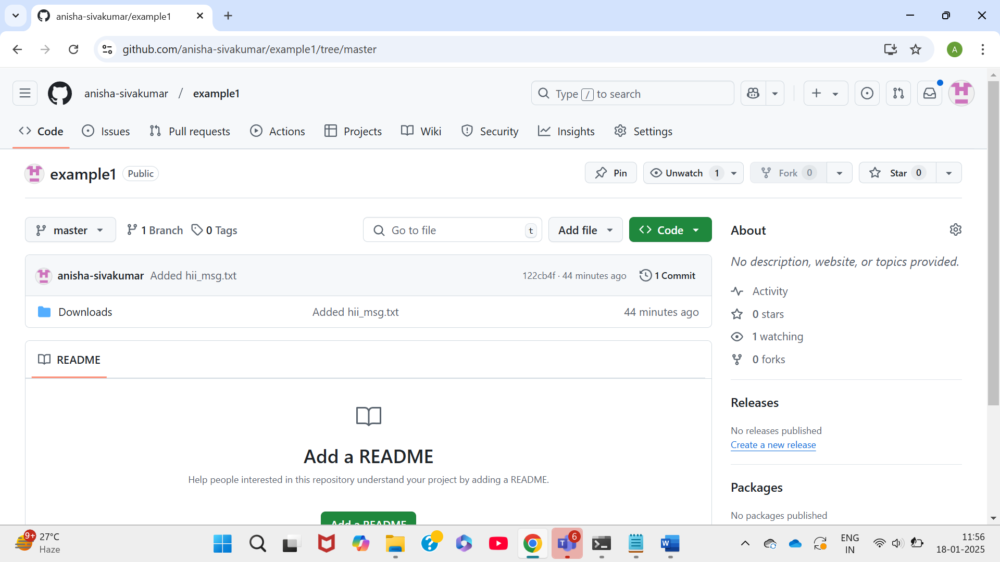 anisha-sivakumar/example1
github.com/anisha-sivakumar/example1/tree/master
A
anisha-sivakumar / example1
Type / to search
Code Issues Pull requests Actions Projects Wiki Security Insights Settings
example1 Public
Pin Unwatch 1 Fork 0 Star 0
master 1 Branch 0 Tags Go to file t Add file Code
About
No description, website, or topics provided.
anisha-sivakumar Added hii_msg.txt 122cb4f · 44 minutes ago 1 Commit
Downloads Added hii_msg.txt 44 minutes ago
Activity
0 stars
1 watching
0 forks
README
Add a README
Help people interested in this repository understand your project by adding a README.
Add a README
Releases
No releases published
Create a new release
Packages
No packages published
9+ 27°C
Haze
6
ENG
IN
11:56
18-01-2025